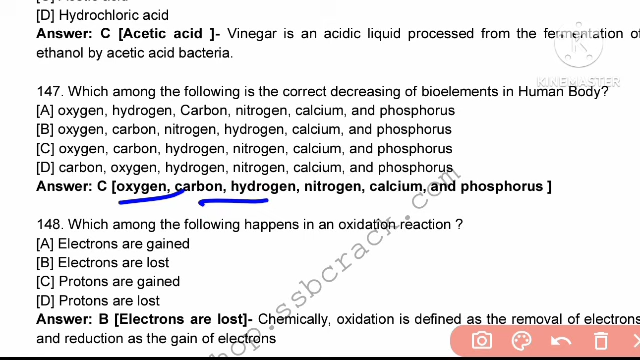 [D] Hydrochloric acid
Answer: C [Acetic acid ]- Vinegar is an acidic liquid processed from the fermentation of
ethanol by acetic acid bacteria.
KINEMASTER
147. Which among the following is the correct decreasing of bioelements in Human Body?
[A] oxygen, hydrogen, Carbon, nitrogen, calcium, and phosphorus
[B] oxygen, carbon, nitrogen, hydrogen, calcium, and phosphorus
[C] oxygen, carbon, hydrogen, nitrogen, calcium, and phosphorus
[D] carbon, oxygen, hydrogen, nitrogen, calcium, and phosphorus
Answer: C [oxygen, carbon, hydrogen, nitrogen, calcium, and phosphorus ]
148. Which among the following happens in an oxidation reaction ?
[A] Electrons are gained
[B] Electrons are lost
[C] Protons are gained
[D] Protons are lost
Answer: B [Electrons are lost]- Chemically, oxidation is defined as the removal of electrons
and reduction as the gain of electrons
shop.ssbcrack.com